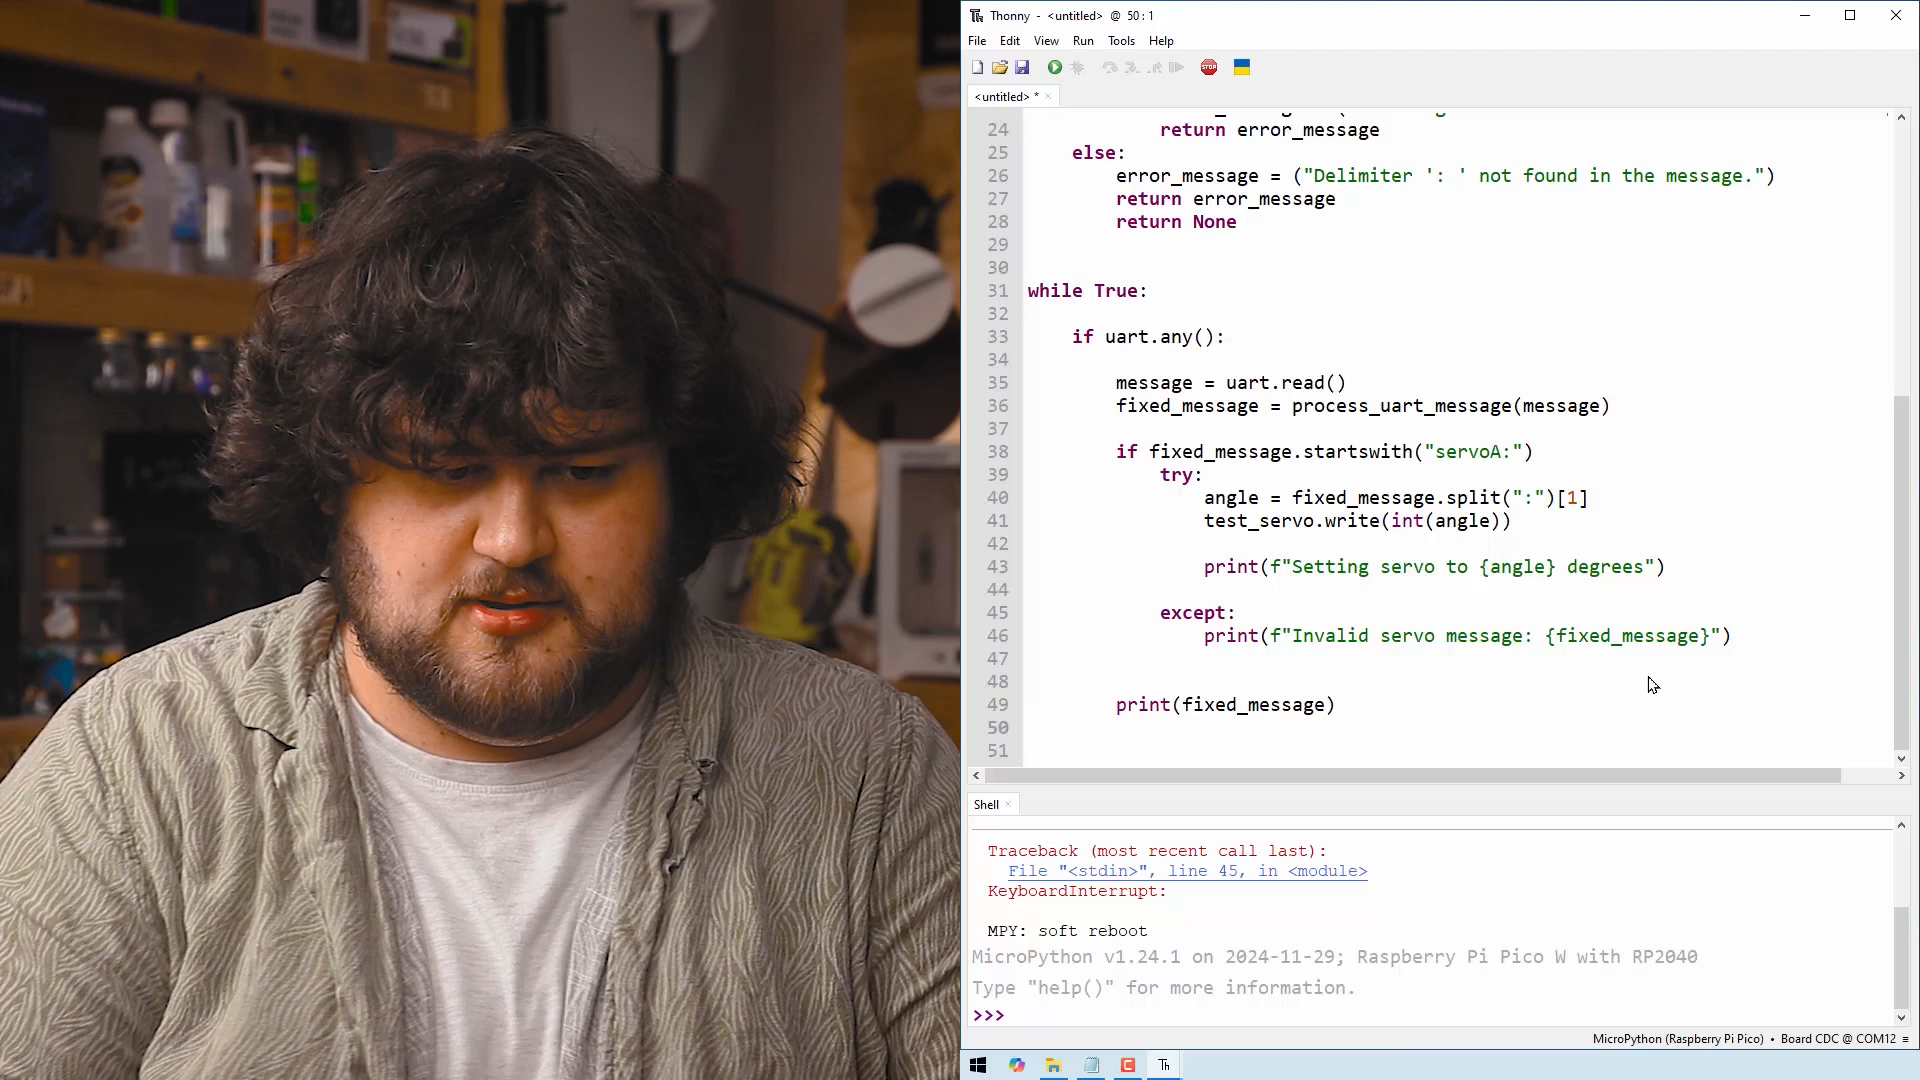 Thonny - <untitled> @ 50 : 1
File Edit View Run Tools Help
STOP
<untitled> *
24 return error_message
25 else:
26 error_message = ("Delimiter ': ' not found in the message.")
27 return error_message
28 return None
29
30
31 while True:
32
33 if uart.any():
34
35 message = uart.read()
36 fixed_message = process_uart_message(message)
37
38 if fixed_message.startswith("servoA:")
39 try:
40 angle = fixed_message.split(":")[1]
41 test_servo.write(int(angle))
42
43 print(f"Setting servo to {angle} degrees")
44
45 except:
46 print(f"Invalid servo message: {fixed_message}")
47
48
49 print(fixed_message)
50
51
Shell
Traceback (most recent call last):
File "<stdin>", line 45, in <module>
KeyboardInterrupt:
MPY: soft reboot
MicroPython v1.24.1 on 2024-11-29; Raspberry Pi Pico W with RP2040
Type "help()" for more information.
>>>
MicroPython (Raspberry Pi Pico) • Board CDC @ COM12 ≡